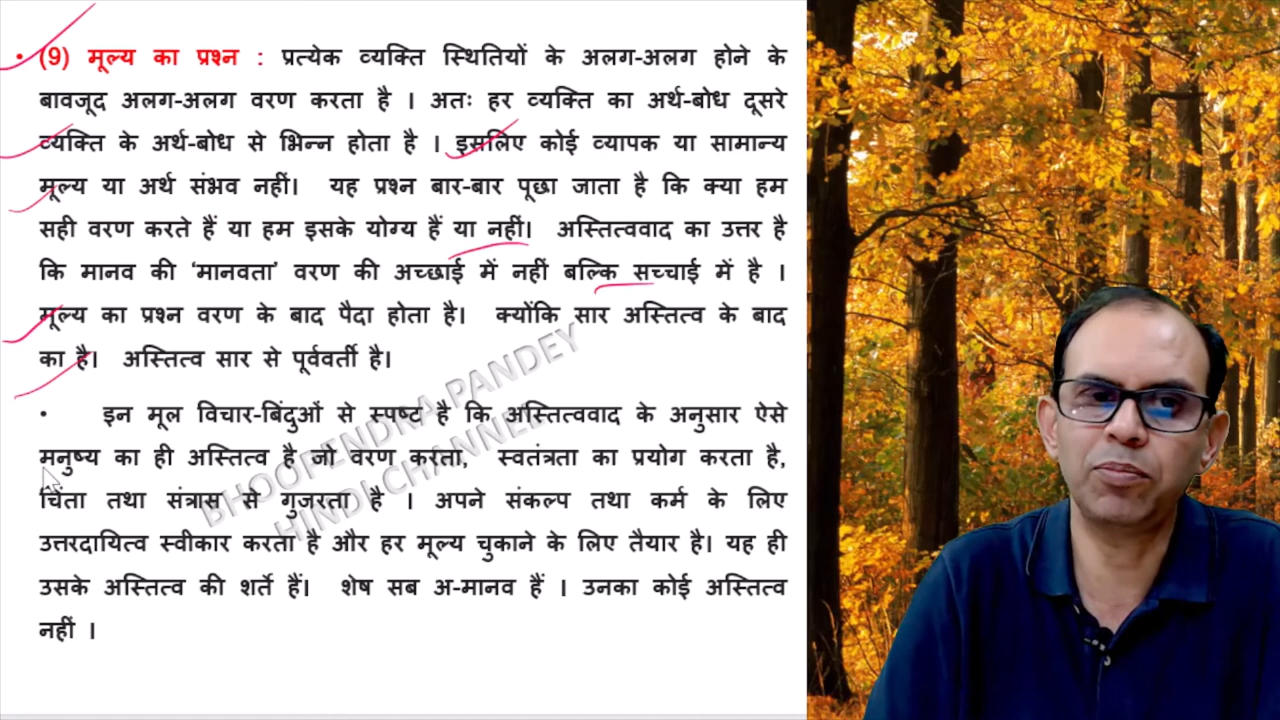 • (9) मूल्य का प्रश्न : प्रत्येक व्यक्ति स्थितियों के अलग-अलग होने के
बावजूद अलग-अलग वरण करता है । अतः हर व्यक्ति का अर्थ-बोध दूसरे
व्यक्ति के अर्थ-बोध से भिन्न होता है । इसलिए कोई व्यापक या सामान्य
मूल्य या अर्थ संभव नहीं। यह प्रश्न बार-बार पूछा जाता है कि क्या हम
सही वरण करते हैं या हम इसके योग्य हैं या नहीं। अस्तित्ववाद का उत्तर है
कि मानव की ‘मानवता’ वरण की अच्छाई में नहीं बल्कि सच्चाई में है ।
मूल्य का प्रश्न वरण के बाद पैदा होता है। क्योंकि सार अस्तित्व के बाद
का है। अस्तित्व सार से पूर्ववर्ती है।
• इन मूल विचार-बिंदुओं से स्पष्ट है कि अस्तित्ववाद के अनुसार ऐसे
मनुष्य का ही अस्तित्व है जो वरण करता, स्वतंत्रता का प्रयोग करता है,
चिंता तथा संत्रास से गुजरता है । अपने संकल्प तथा कर्म के लिए
उत्तरदायित्व स्वीकार करता है और हर मूल्य चुकाने के लिए तैयार है। यह ही
उसके अस्तित्व की शर्ते हैं। शेष सब अ-मानव हैं । उनका कोई अस्तित्व
नहीं ।
BHOOPENDRA PANDEY
HINDI CHANNEL